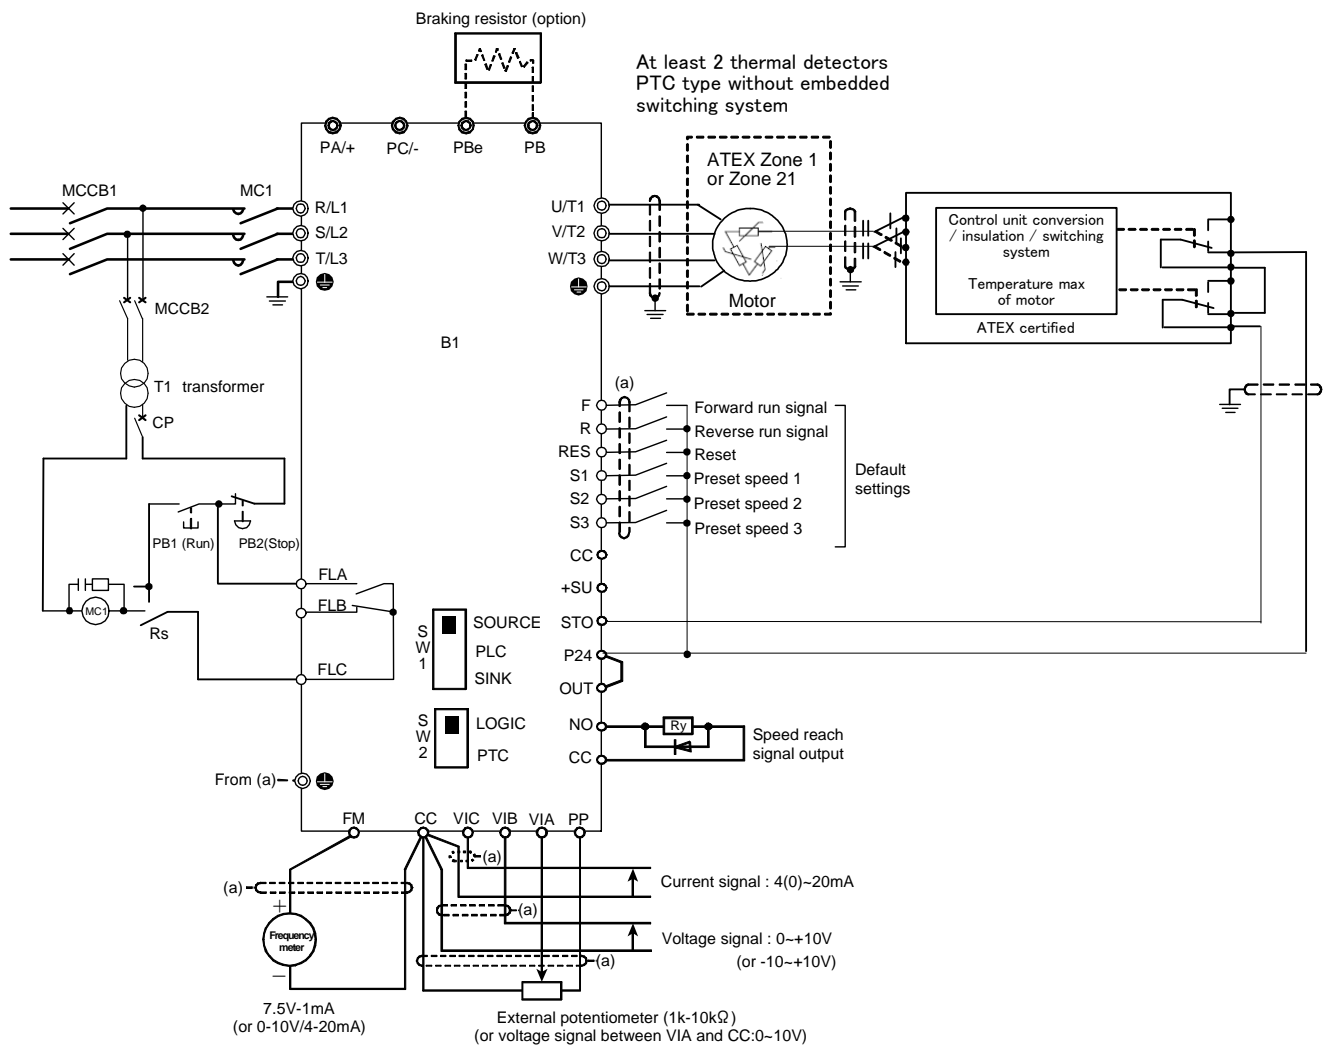 Braking resistor (option)
At least 2 thermal detectors
PTC type without embedded
switching system
PA/+
PC/-
PBe
PB
ATEX Zone 1
or Zone 21
MCCB1
MC1
R/L1
S/L2
T/L3
U/T1
V/T2
W/T3
Motor
Control unit conversion
/ insulation / switching
system
Temperature max
of motor
ATEX certified
MCCB2
B1
T1 transformer
CP
(a)
F
Forward run signal
R
Reverse run signal
RES
Reset
S1
Preset speed 1
S2
Preset speed 2
S3
Preset speed 3
Default
settings
PB1 (Run)
PB2(Stop)
CC
FLA
+SU
FLB
MC1
Rs
SW1
SOURCE
PLC
SINK
STO
FLC
P24
OUT
SW2
LOGIC
PTC
NO
Ry
CC
Speed reach
signal output
From (a)
FM
CC
VIC
VIB
VIA
PP
(a)
(a)
Current signal : 4(0)~20mA
(a)
+
Frequency
meter
−
Voltage signal : 0~+10V
(or -10~+10V)
(a)
7.5V-1mA
(or 0-10V/4-20mA)
External potentiometer (1k-10kΩ)
(or voltage signal between VIA and CC:0~10V)